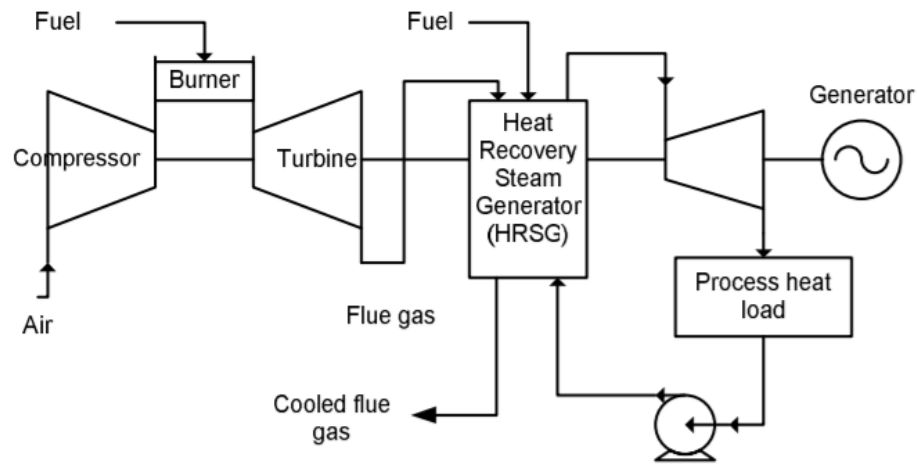 Fuel
Fuel
Burner
Generator
Compressor
Turbine
Heat
Recovery
Steam
Generator
(HRSG)
Process heat
load
Air
Flue gas
Cooled flue
gas